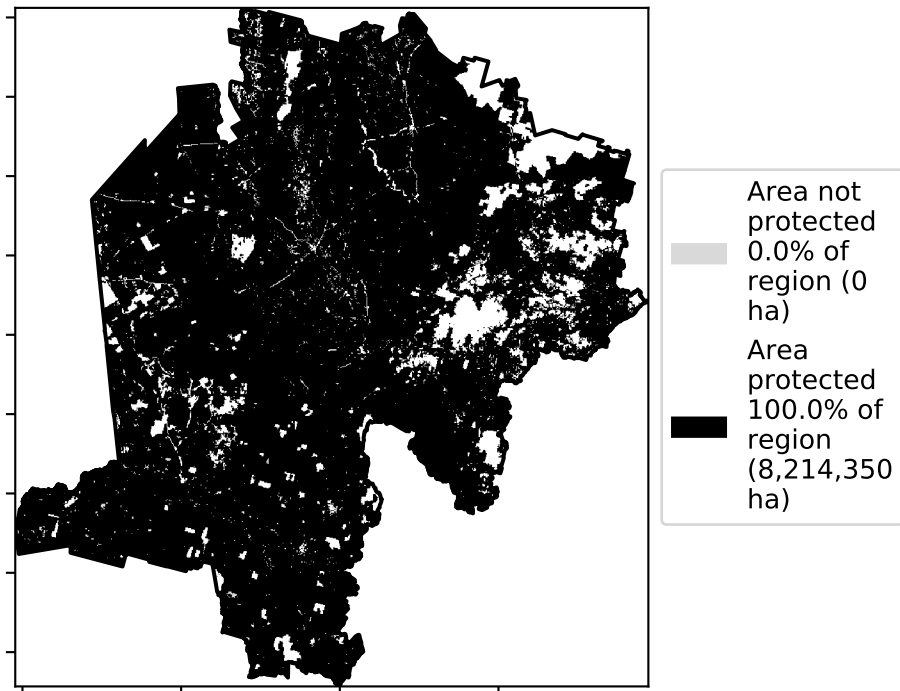 Area not
protected
0.0% of
region (0
ha)
Area
protected
100.0% of
region
(8,214,350
ha)